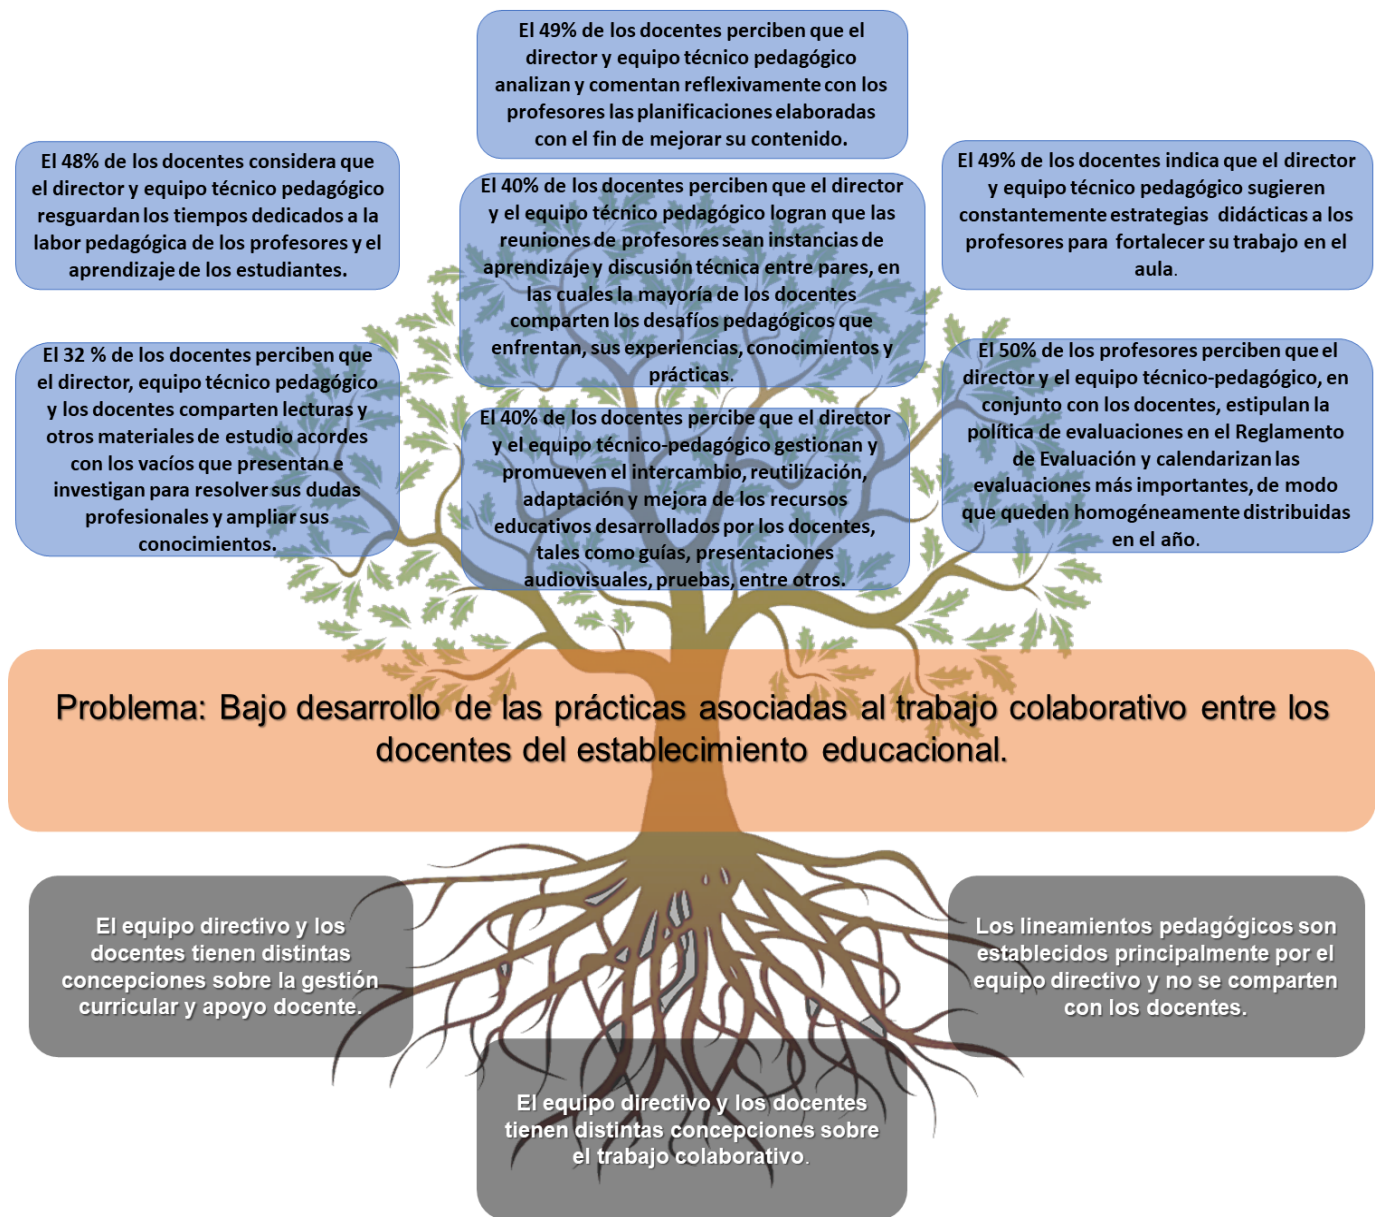 El 49% de los docentes perciben que el
director y equipo técnico pedagógico
analizan y comentan reflexivamente con los
profesores las planificaciones elaboradas
con el fin de mejorar su contenido.
El 48% de los docentes considera que
el director y equipo técnico pedagógico
resguardan los tiempos dedicados a la
labor pedagógica de los profesores y el
aprendizaje de los estudiantes.
El 40% de los docentes perciben que el director
y el equipo técnico pedagógico logran que las
reuniones de profesores sean instancias de
aprendizaje y discusión técnica entre pares, en
las cuales la mayoría de los docentes
comparten los desafíos pedagógicos que
enfrentan, sus experiencias, conocimientos y
prácticas.
El 49% de los docentes indica que el director
y equipo técnico pedagógico sugieren
constantemente estrategias didácticas a los
profesores para fortalecer su trabajo en el
aula.
El 32 % de los docentes perciben que
el director, equipo técnico pedagógico
y los docentes comparten lecturas y
otros materiales de estudio acordes
con los vacíos que presentan e
investigan para resolver sus dudas
profesionales y ampliar sus
conocimientos.
El 40% de los docentes percibe que el director
y el equipo técnico-pedagógico gestionan y
promueven el intercambio, reutilización,
adaptación y mejora de los recursos
educativos desarrollados por los docentes,
tales como guías, presentaciones
audiovisuales, pruebas, entre otros.
El 50% de los profesores perciben que el
director y el equipo técnico-pedagógico, en
conjunto con los docentes, estipulan la
política de evaluaciones en el Reglamento
de Evaluación y calendarizan las
evaluaciones más importantes, de modo
que queden homogéneamente distribuidas
en el año.
Problema: Bajo desarrollo de las prácticas asociadas al trabajo colaborativo entre los
docentes del establecimiento educacional.
El equipo directivo y los
docentes tienen distintas
concepciones sobre la gestión
curricular y apoyo docente.
El equipo directivo y los docentes
tienen distintas concepciones sobre
el trabajo colaborativo.
Los lineamientos pedagógicos son
establecidos principalmente por el
equipo directivo y no se comparten
con los docentes.